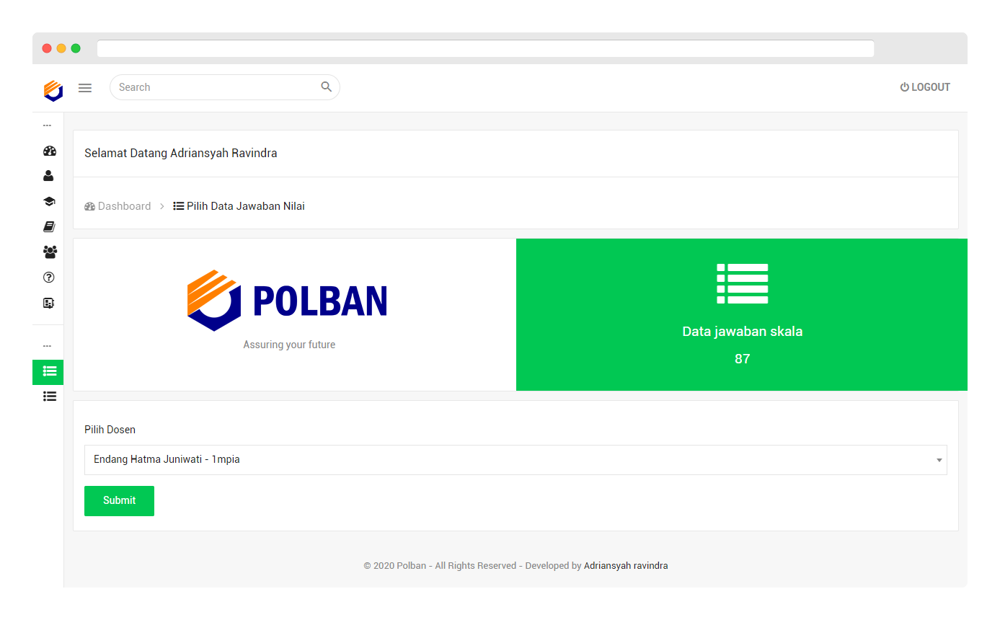 Search
LOGOUT
Selamat Datang Adriansyah Ravindra
Dashboard > Pilih Data Jawaban Nilai
POLBAN
Assuring your future
Data jawaban skala
87
Pilih Dosen
Endang Hatma Juniwati - 1mpia
Submit
© 2020 Polban - All Rights Reserved - Developed by Adriansyah ravindra